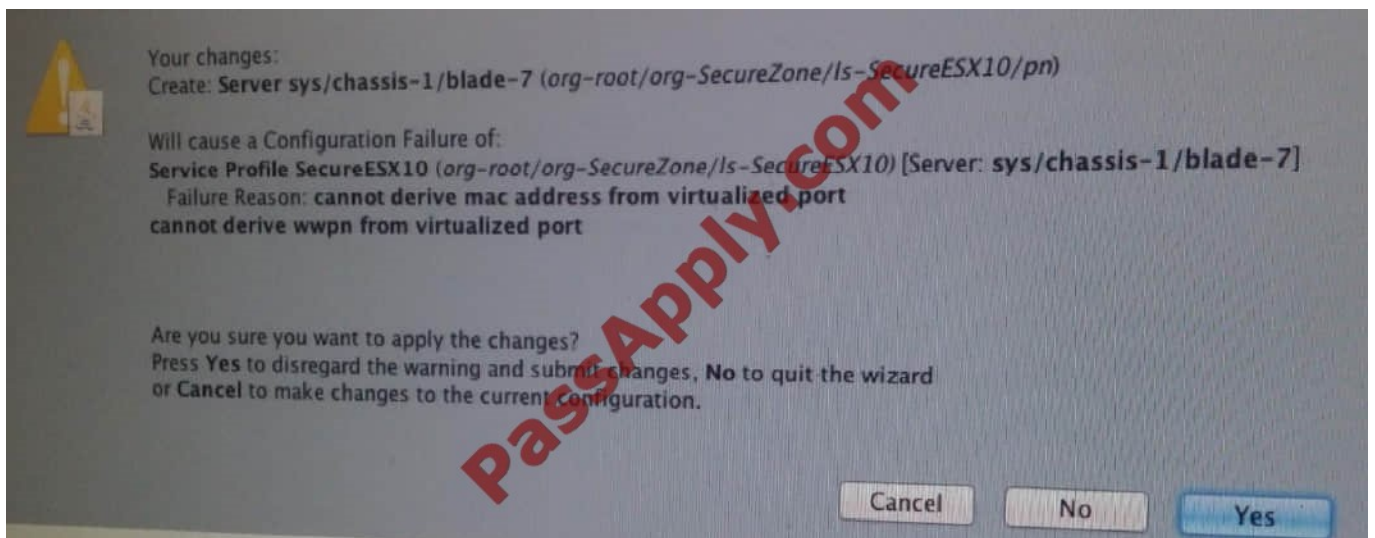 Your changes:
Create: Server sys/chassis-1/blade-7 (org-root/org-SecureZone/ls-SecureESX10/pn)
Will cause a Configuration Failure of:
Service Profile SecureESX10 (org-root/org-SecureZone/ls-SecureESX10) [Server: sys/chassis-1/blade-7]
Failure Reason: cannot derive mac address from virtualized port
cannot derive wwpn from virtualized port
Are you sure you want to apply the changes?
Press Yes to disregard the warning and submit changes, No to quit the wizard
or Cancel to make changes to the current configuration.
Cancel No Yes
PassApply.com